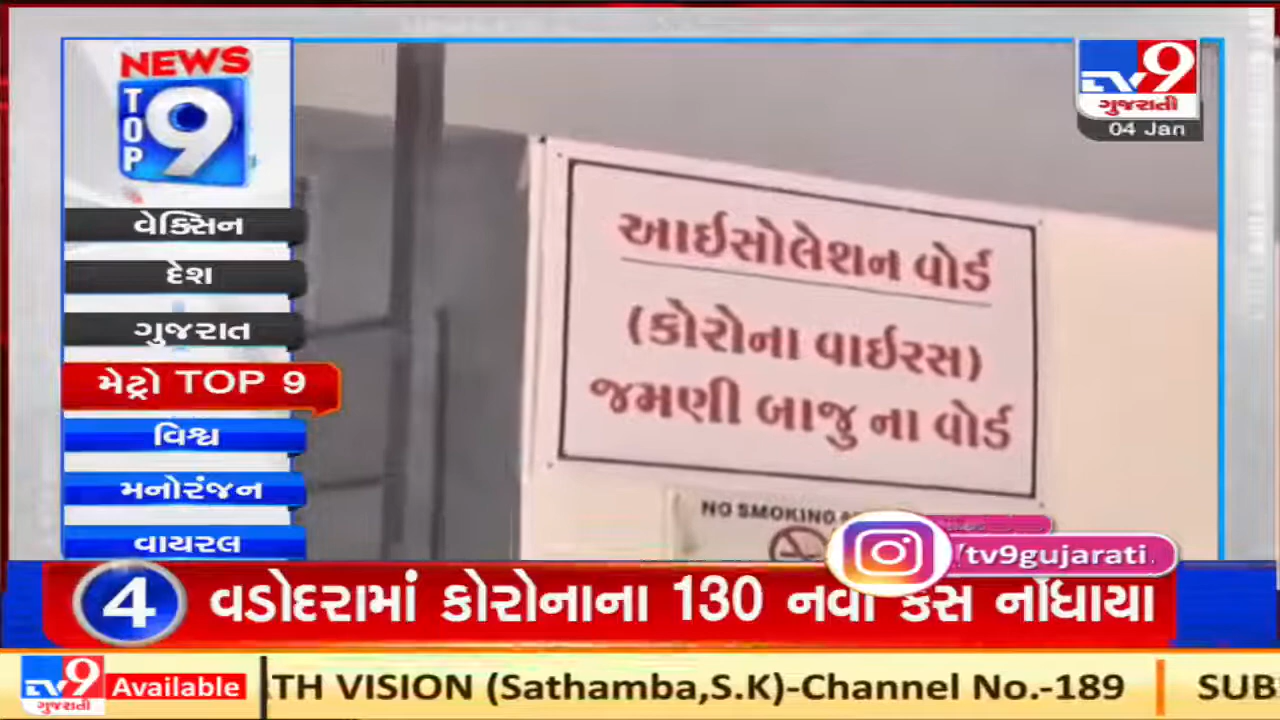 NEWS
TOP 9
વેક્સિન
દેશ
ગુજરાત
મેટ્રો TOP 9
વિશ્વ
મનોરંજન
વાયરલ
TV9
ગુજરાતી
04 Jan
આઈસોલેશન વોર્ડ
(કોરોના વાઈરસ)
જમણી બાજુ ના વોર્ડ
NO SMOKING
/tv9gujarati
4 વડોદરામાં કોરોનાના 130 નવા કેસ નોંધાયા
TV9 ગુજરાતી Available
TH VISION (Sathamba,S.K)-Channel No.-189 | SUB